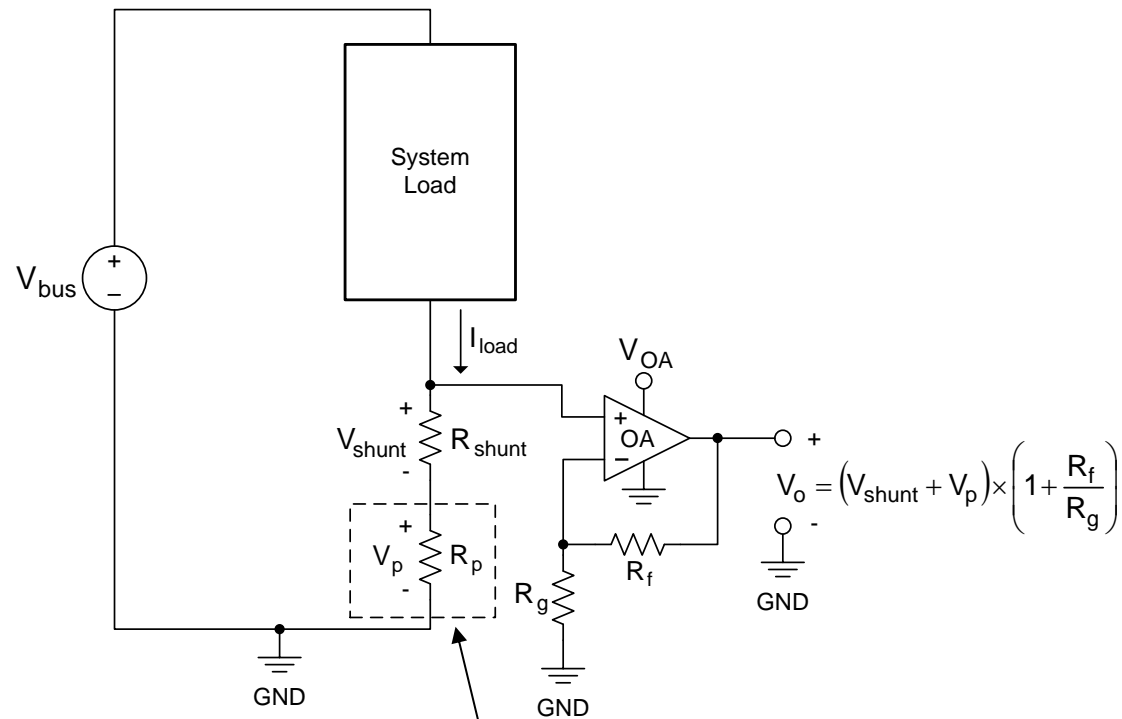 System
Load
V_bus
+
−
I_load
V_OA
+
V_shunt
-
R_shunt
+
OA
−
+
V_o = (V_shunt + V_p) × (1 + R_f / R_g)
-
+
V_p
-
R_p
R_f
R_g
GND
GND
GND